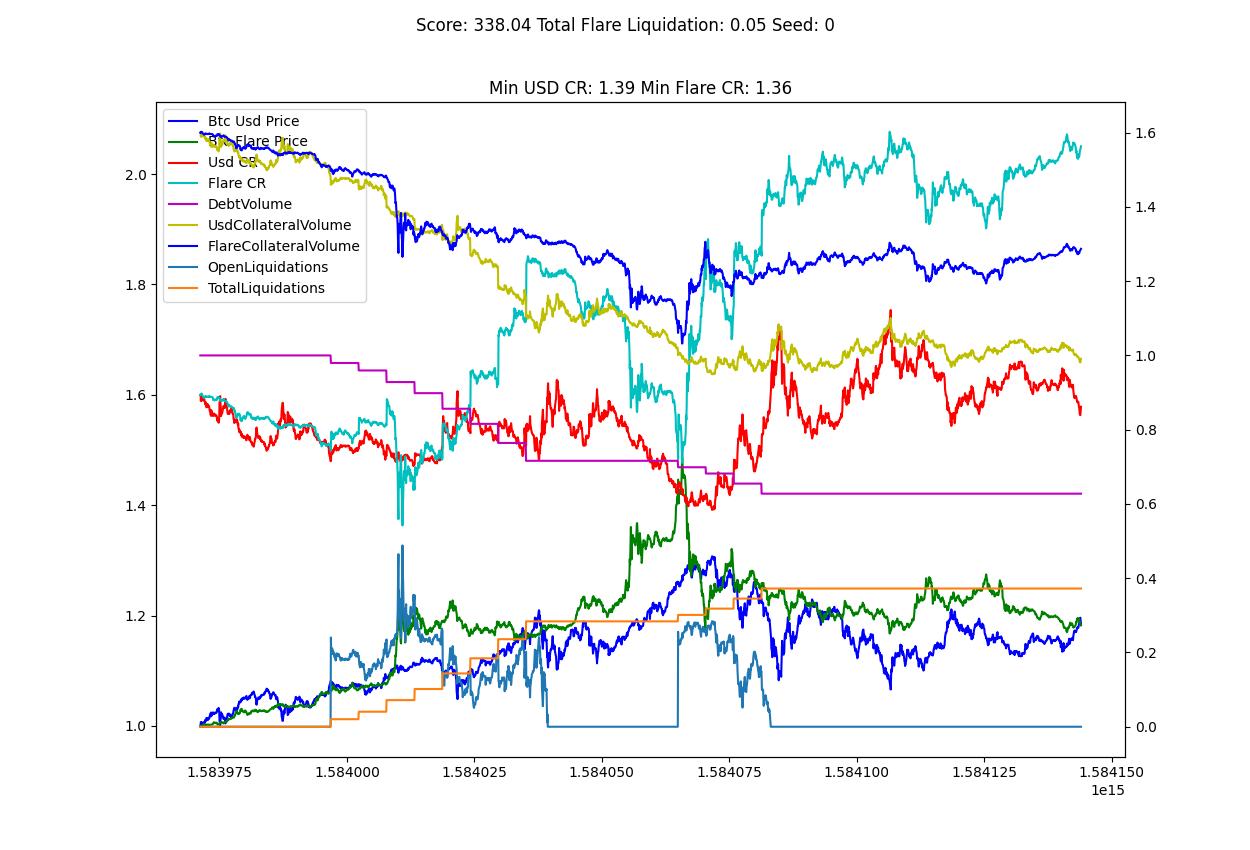 Score: 338.04 Total Flare Liquidation: 0.05 Seed: 0
Min USD CR: 1.39 Min Flare CR: 1.36
Btc Usd Price
Btc Flare Price
Usd CR
Flare CR
DebtVolume
UsdCollateralVolume
FlareCollateralVolume
OpenLiquidations
TotalLiquidations
2.0
1.8
1.6
1.4
1.2
1.0
1.6
1.4
1.2
1.0
0.8
0.6
0.4
0.2
0.0
1.583975 1.584000 1.584025 1.584050 1.584075 1.584100 1.584125 1.584150
1e15